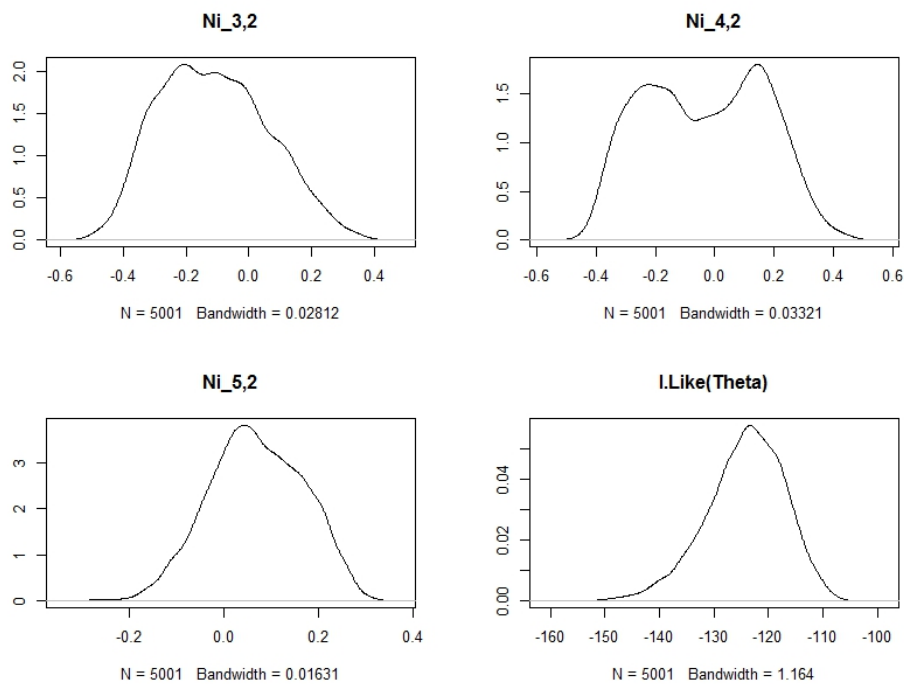 Ni_3,2
Ni_4,2
2.0
1.5
1.0
0.5
0.0
1.5
1.0
0.5
0.0
-0.6 -0.4 -0.2 0.0 0.2 0.4
-0.6 -0.4 -0.2 0.0 0.2 0.4 0.6
N = 5001 Bandwidth = 0.02812
N = 5001 Bandwidth = 0.03321
Ni_5,2
l.Like(Theta)
3
2
1
0
0.04
0.02
0.00
-0.2 0.0 0.2 0.4
-160 -150 -140 -130 -120 -110 -100
N = 5001 Bandwidth = 0.01631
N = 5001 Bandwidth = 1.164